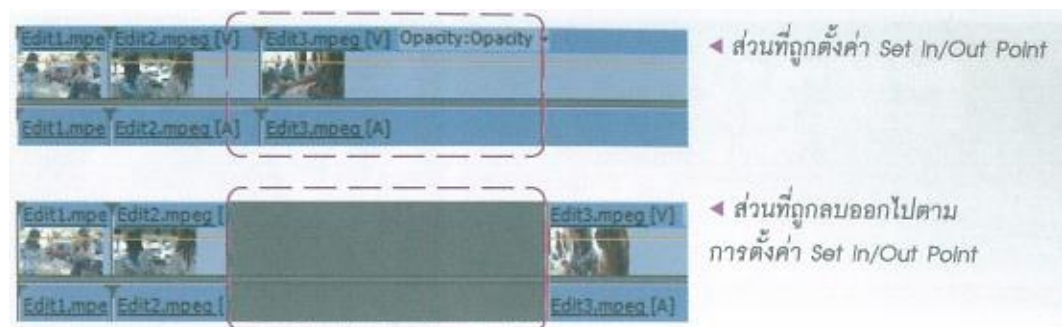 Edit1.mpe Edit2.mpeg [V] Edit3.mpeg [V] Opacity:Opacity
◄ ส่วนที่ถูกตั้งค่า Set In/Out Point
Edit1.mpe Edit2.mpeg [A] Edit3.mpeg [A]
Edit1.mpe Edit2.mpeg [ Edit3.mpeg [V]
◄ ส่วนที่ถูกลบออกไปตาม
การตั้งค่า Set In/Out Point
Edit1.mpe Edit2.mpeg [ Edit3.mpeg [A]